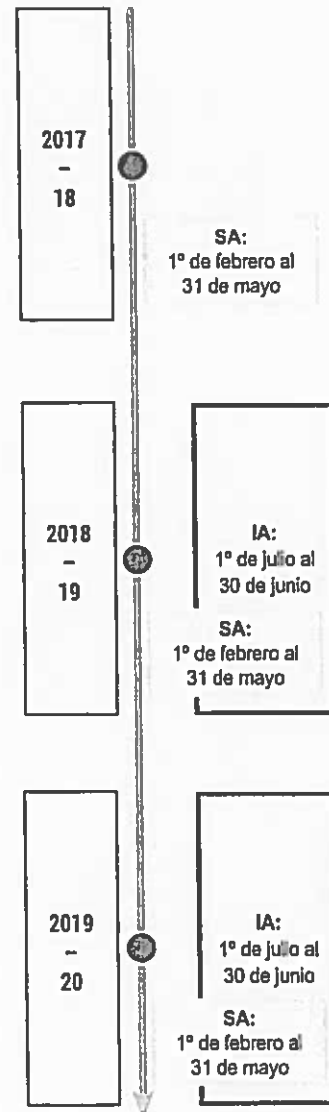 2017
–
18
SA:
1º de febrero al
31 de mayo
2018
–
19
IA:
1º de julio al
30 de junio
SA:
1º de febrero al
31 de mayo
2019
–
20
IA:
1º de julio al
30 de junio
SA:
1º de febrero al
31 de mayo